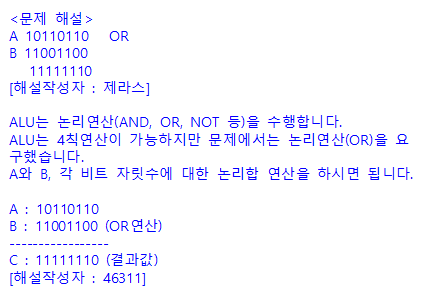 <문제 해설>
A 10110110 OR
B 11001100
11111110
[해설작성자 : 제라스]
ALU는 논리연산(AND, OR, NOT 등)을 수행합니다.
ALU는 4칙연산이 가능하지만 문제에서는 논리연산(OR)을 요
구했습니다.
A와 B, 각 비트 자릿수에 대한 논리합 연산을 하시면 됩니다.
A : 10110110
B : 11001100 (OR연산)
-----------------
C : 11111110 (결과값)
[해설작성자 : 46311]